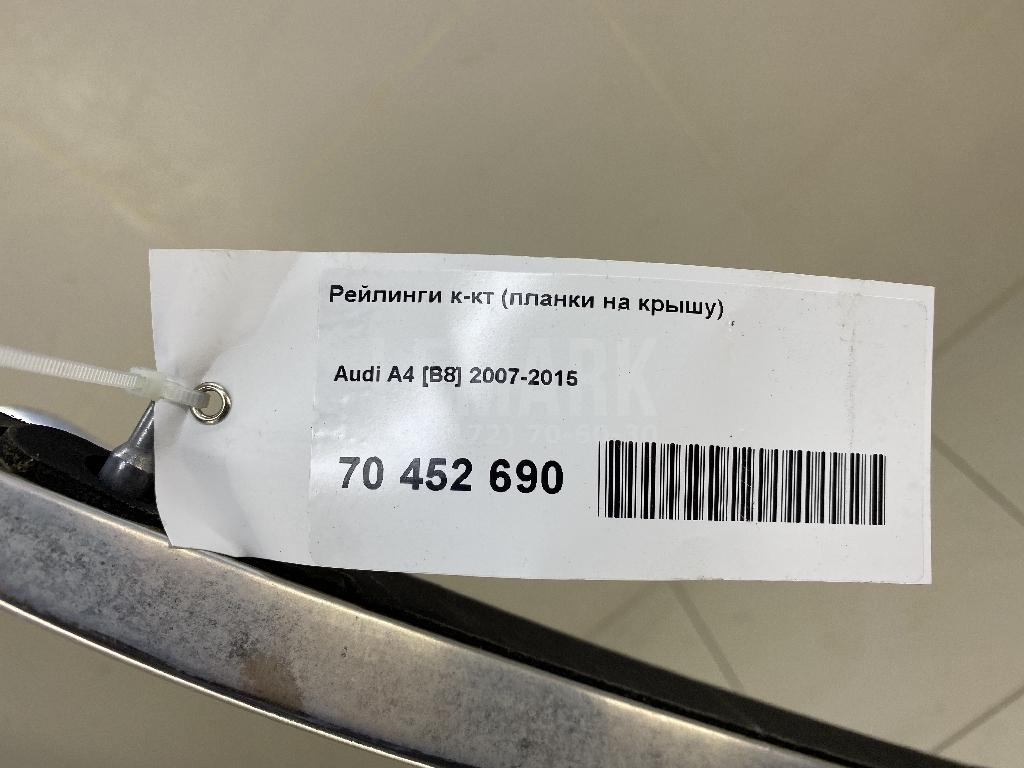 Рейлинги к-кт (планки на крышу)
Audi A4 [B8] 2007-2015
70 452 690